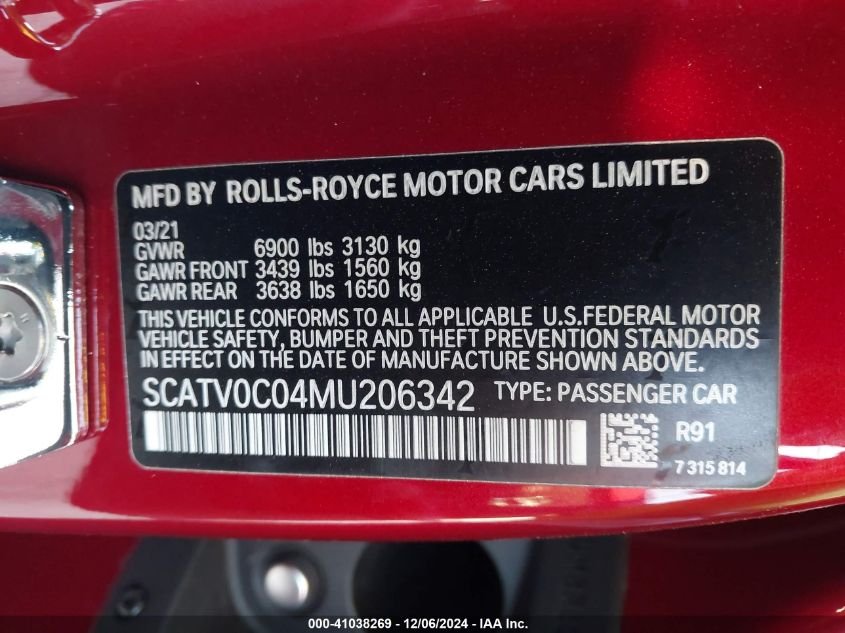 MFD BY ROLLS-ROYCE MOTOR CARS LIMITED
03/21
GVWR 6900 lbs 3130 kg
GAWR FRONT 3439 lbs 1560 kg
GAWR REAR 3638 lbs 1650 kg
THIS VEHICLE CONFORMS TO ALL APPLICABLE U.S.FEDERAL MOTOR
VEHICLE SAFETY, BUMPER AND THEFT PREVENTION STANDARDS
IN EFFECT ON THE DATE OF MANUFACTURE SHOWN ABOVE.
SCATV0C04MU206342 TYPE: PASSENGER CAR
R91
7 315 814
000-41038269 - 12/06/2024 - IAA Inc.